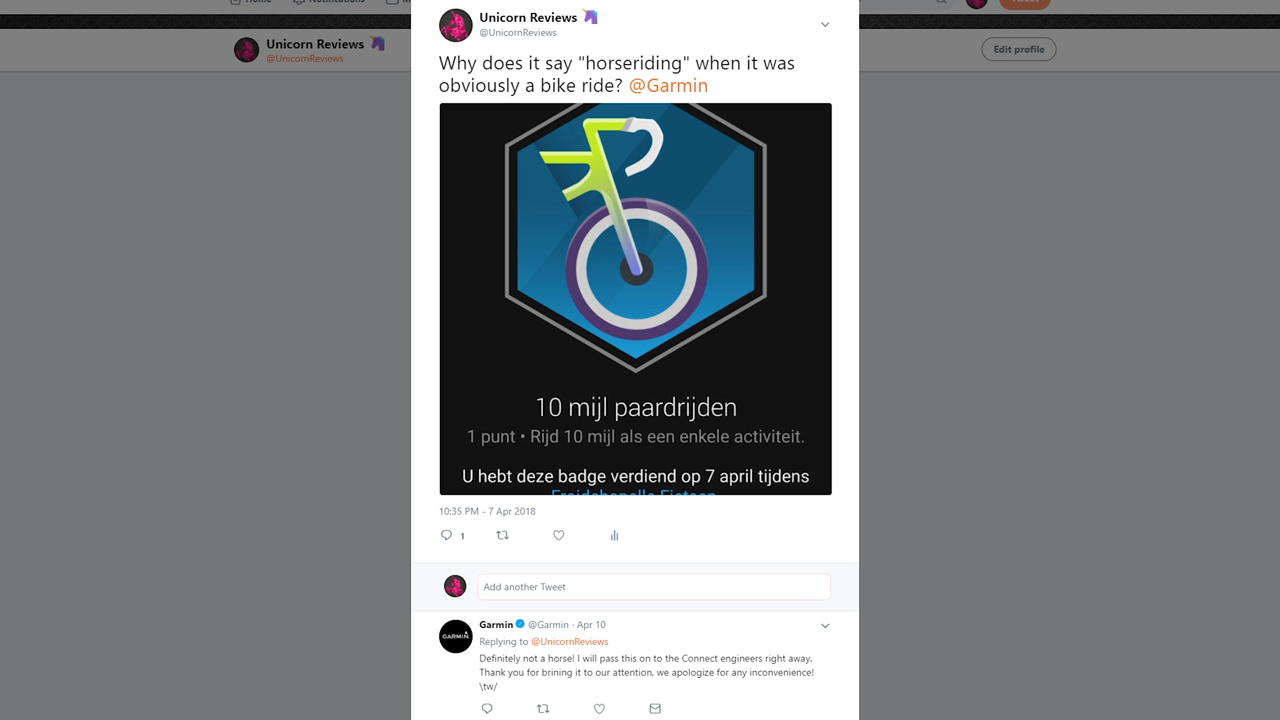 Home
Notifications
Tweet
Unicorn Reviews
@UnicornReviews
Edit profile
Unicorn Reviews
@UnicornReviews
Why does it say "horseriding" when it was
obviously a bike ride? @Garmin
10 mijl paardrijden
1 punt • Rijd 10 mijl als een enkele activiteit.
U hebt deze badge verdiend op 7 april tijdens
10:35 PM - 7 Apr 2018
1
Add another Tweet
GARMIN
Garmin @Garmin · Apr 10
Replying to @UnicornReviews
Definitely not a horse! I will pass this on to the Connect engineers right away.
Thank you for brining it to our attention, we apologize for any inconvenience!
\tw/